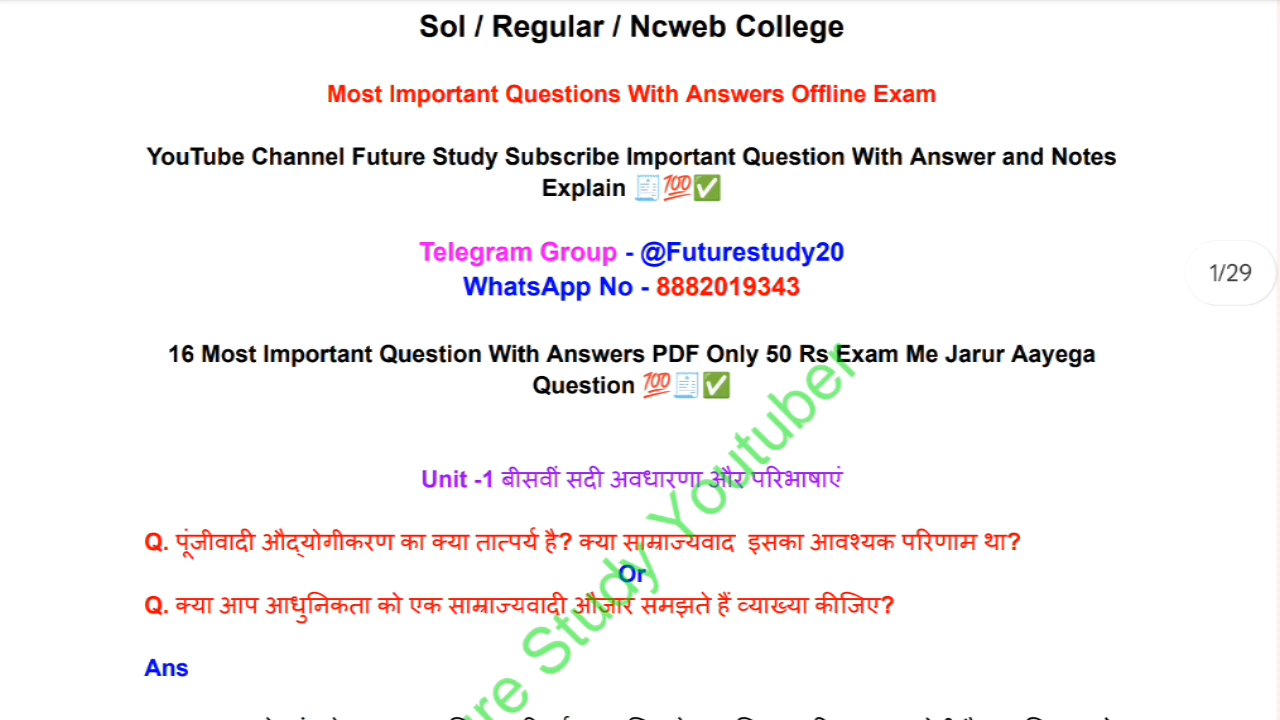 Sol / Regular / Ncweb College
Most Important Questions With Answers Offline Exam
YouTube Channel Future Study Subscribe Important Question With Answer and Notes
Explain 🧾💯✅
Telegram Group - @Futurestudy20
WhatsApp No - 8882019343
1/29
16 Most Important Question With Answers PDF Only 50 Rs Exam Me Jarur Aayega
Question 💯🧾✅
Unit -1 बीसवीं सदी अवधारणा और परिभाषाएं
Q. पूंजीवादी औद्योगीकरण का क्या तात्पर्य है? क्या साम्राज्यवाद इसका आवश्यक परिणाम था?
Or
Q. क्या आप आधुनिकता को एक साम्राज्यवादी औजार समझते हैं व्याख्या कीजिए?
Ans
Study Youtuber